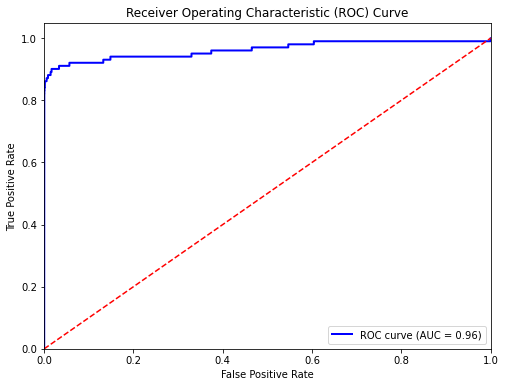 Receiver Operating Characteristic (ROC) Curve
1.0
0.8
0.6
0.4
0.2
0.0
True Positive Rate
ROC curve (AUC = 0.96)
0.0 0.2 0.4 0.6 0.8 1.0
False Positive Rate